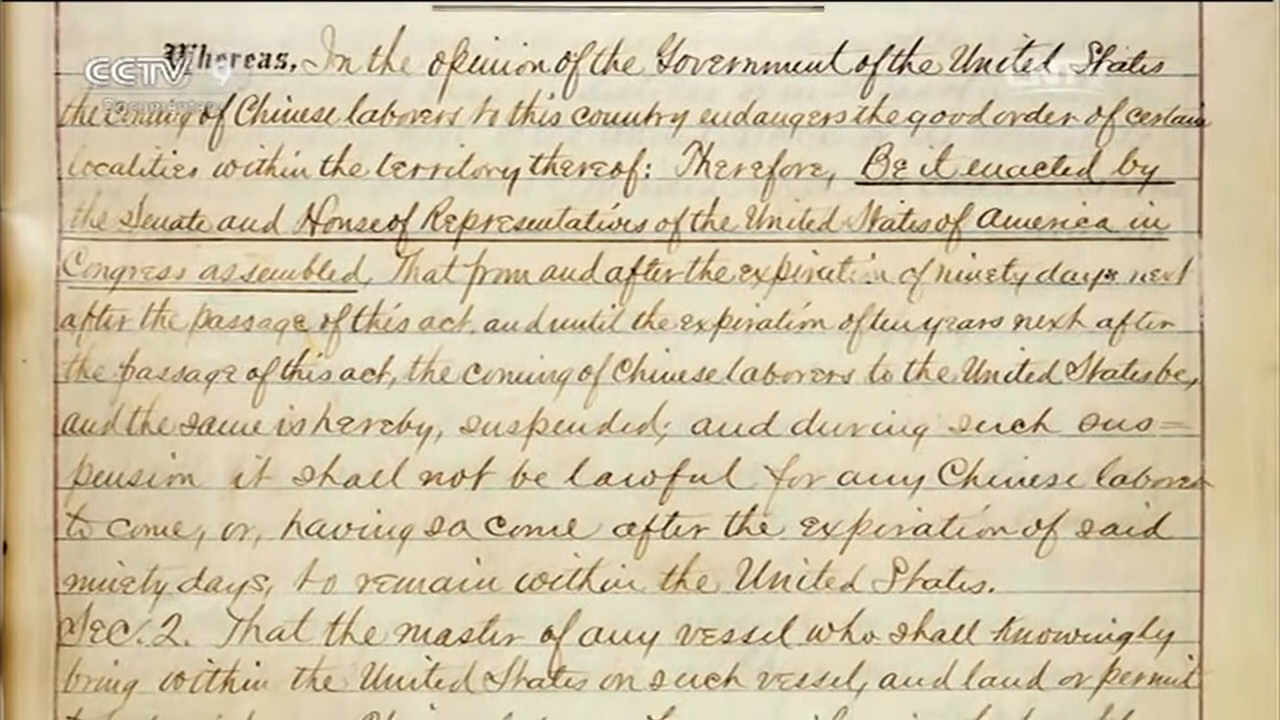 CCTV 9
Documentary
Whereas, In the opinion of the Government of the United States
the coming of Chinese laborers to this country endangers the good order of certain
localities within the territory thereof: Therefore, Be it enacted by
the Senate and House of Representatives of the United States of America in
Congress assembled, That from and after the expiration of ninety days next
after the passage of this act, and until the expiration of ten years next after
the passage of this act, the coming of Chinese laborers to the United States be,
and the same is hereby, suspended; and during such sus=
pension it shall not be lawful for any Chinese laborer
to come, or, having so come after the expiration of said
ninety days, to remain within the United States.
SEC. 2. That the master of any vessel who shall knowingly
bring within the United States on such vessel, and land or permit